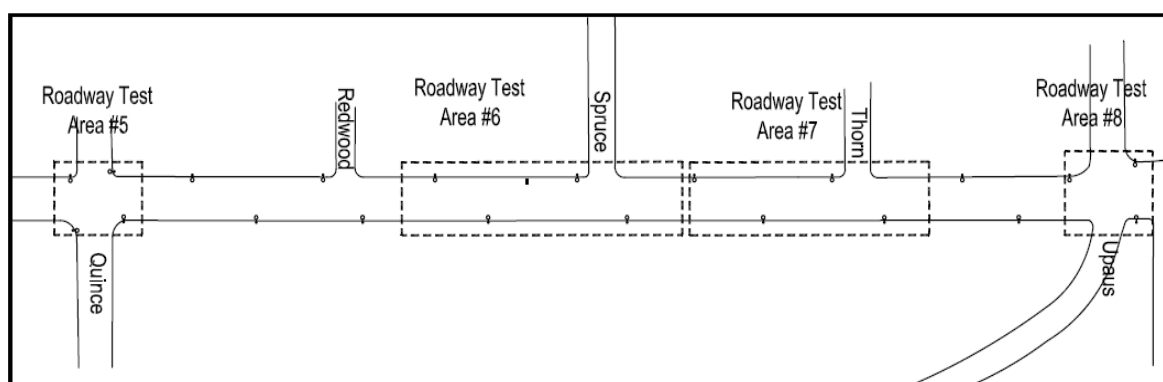 Roadway Test
Area #5
Redwood
Roadway Test
Area #6
Spruce
Roadway Test
Area #7
Thorn
Roadway Test
Area #8
Quince
Upaus